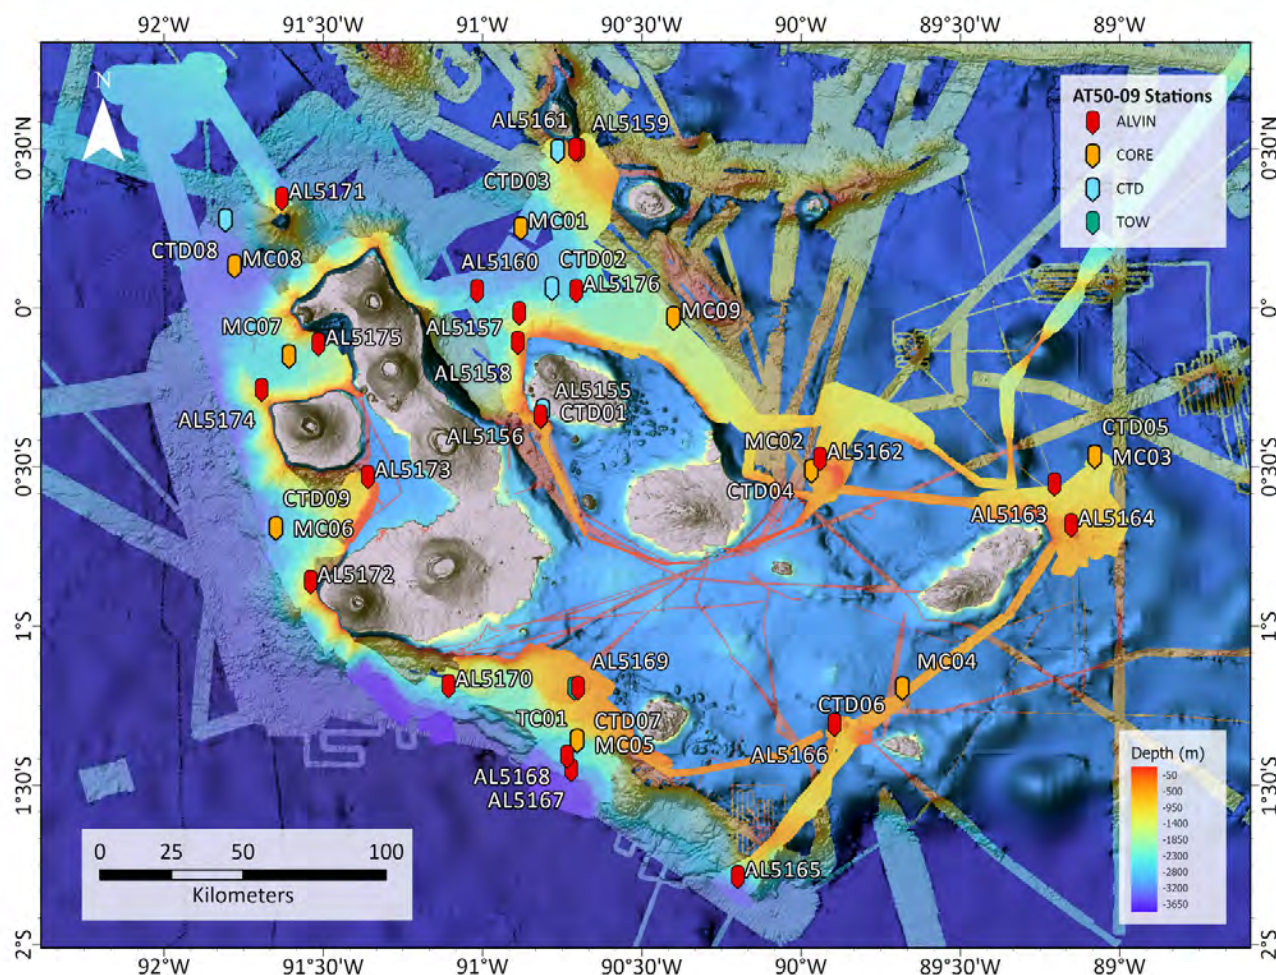 92°W 91°30'W 91°W 90°30'W 90°W 89°30'W 89°W
N
AT50-09 Stations
ALVIN
CORE
CTD
TOW
0°30'N
0°
0°30'S
1°S
1°30'S
2°S
0°30'N
0°
0°30'S
1°S
1°30'S
2°S
AL5161 AL5159
CTD03
AL5171
MC01
CTD08 MC08
AL5160 CTD02
AL5176
MC09
MC07
AL5175 AL5157
AL5158
AL5155
CTD01
AL5174
AL5156
MC02 AL5162
CTD05
MC03
AL5173
CTD04
CTD09
MC06
AL5163 AL5164
AL5172
MC04
AL5169
AL5170
CTD06
TC01 CTD07
MC05
AL5166
AL5168
AL5167
AL5165
Depth (m)
-50
-500
-950
-1400
-1850
-2300
-2800
-3200
-3650
0 25 50 100
Kilometers
92°W 91°30'W 91°W 90°30'W 90°W 89°30'W 89°W